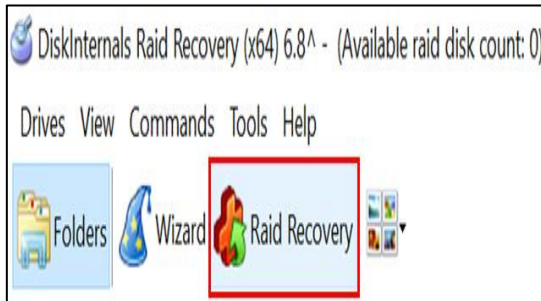 DiskInternals Raid Recovery (x64) 6.8^ - (Available raid disk count: 0)
Drives View Commands Tools Help
Folders Wizard Raid Recovery